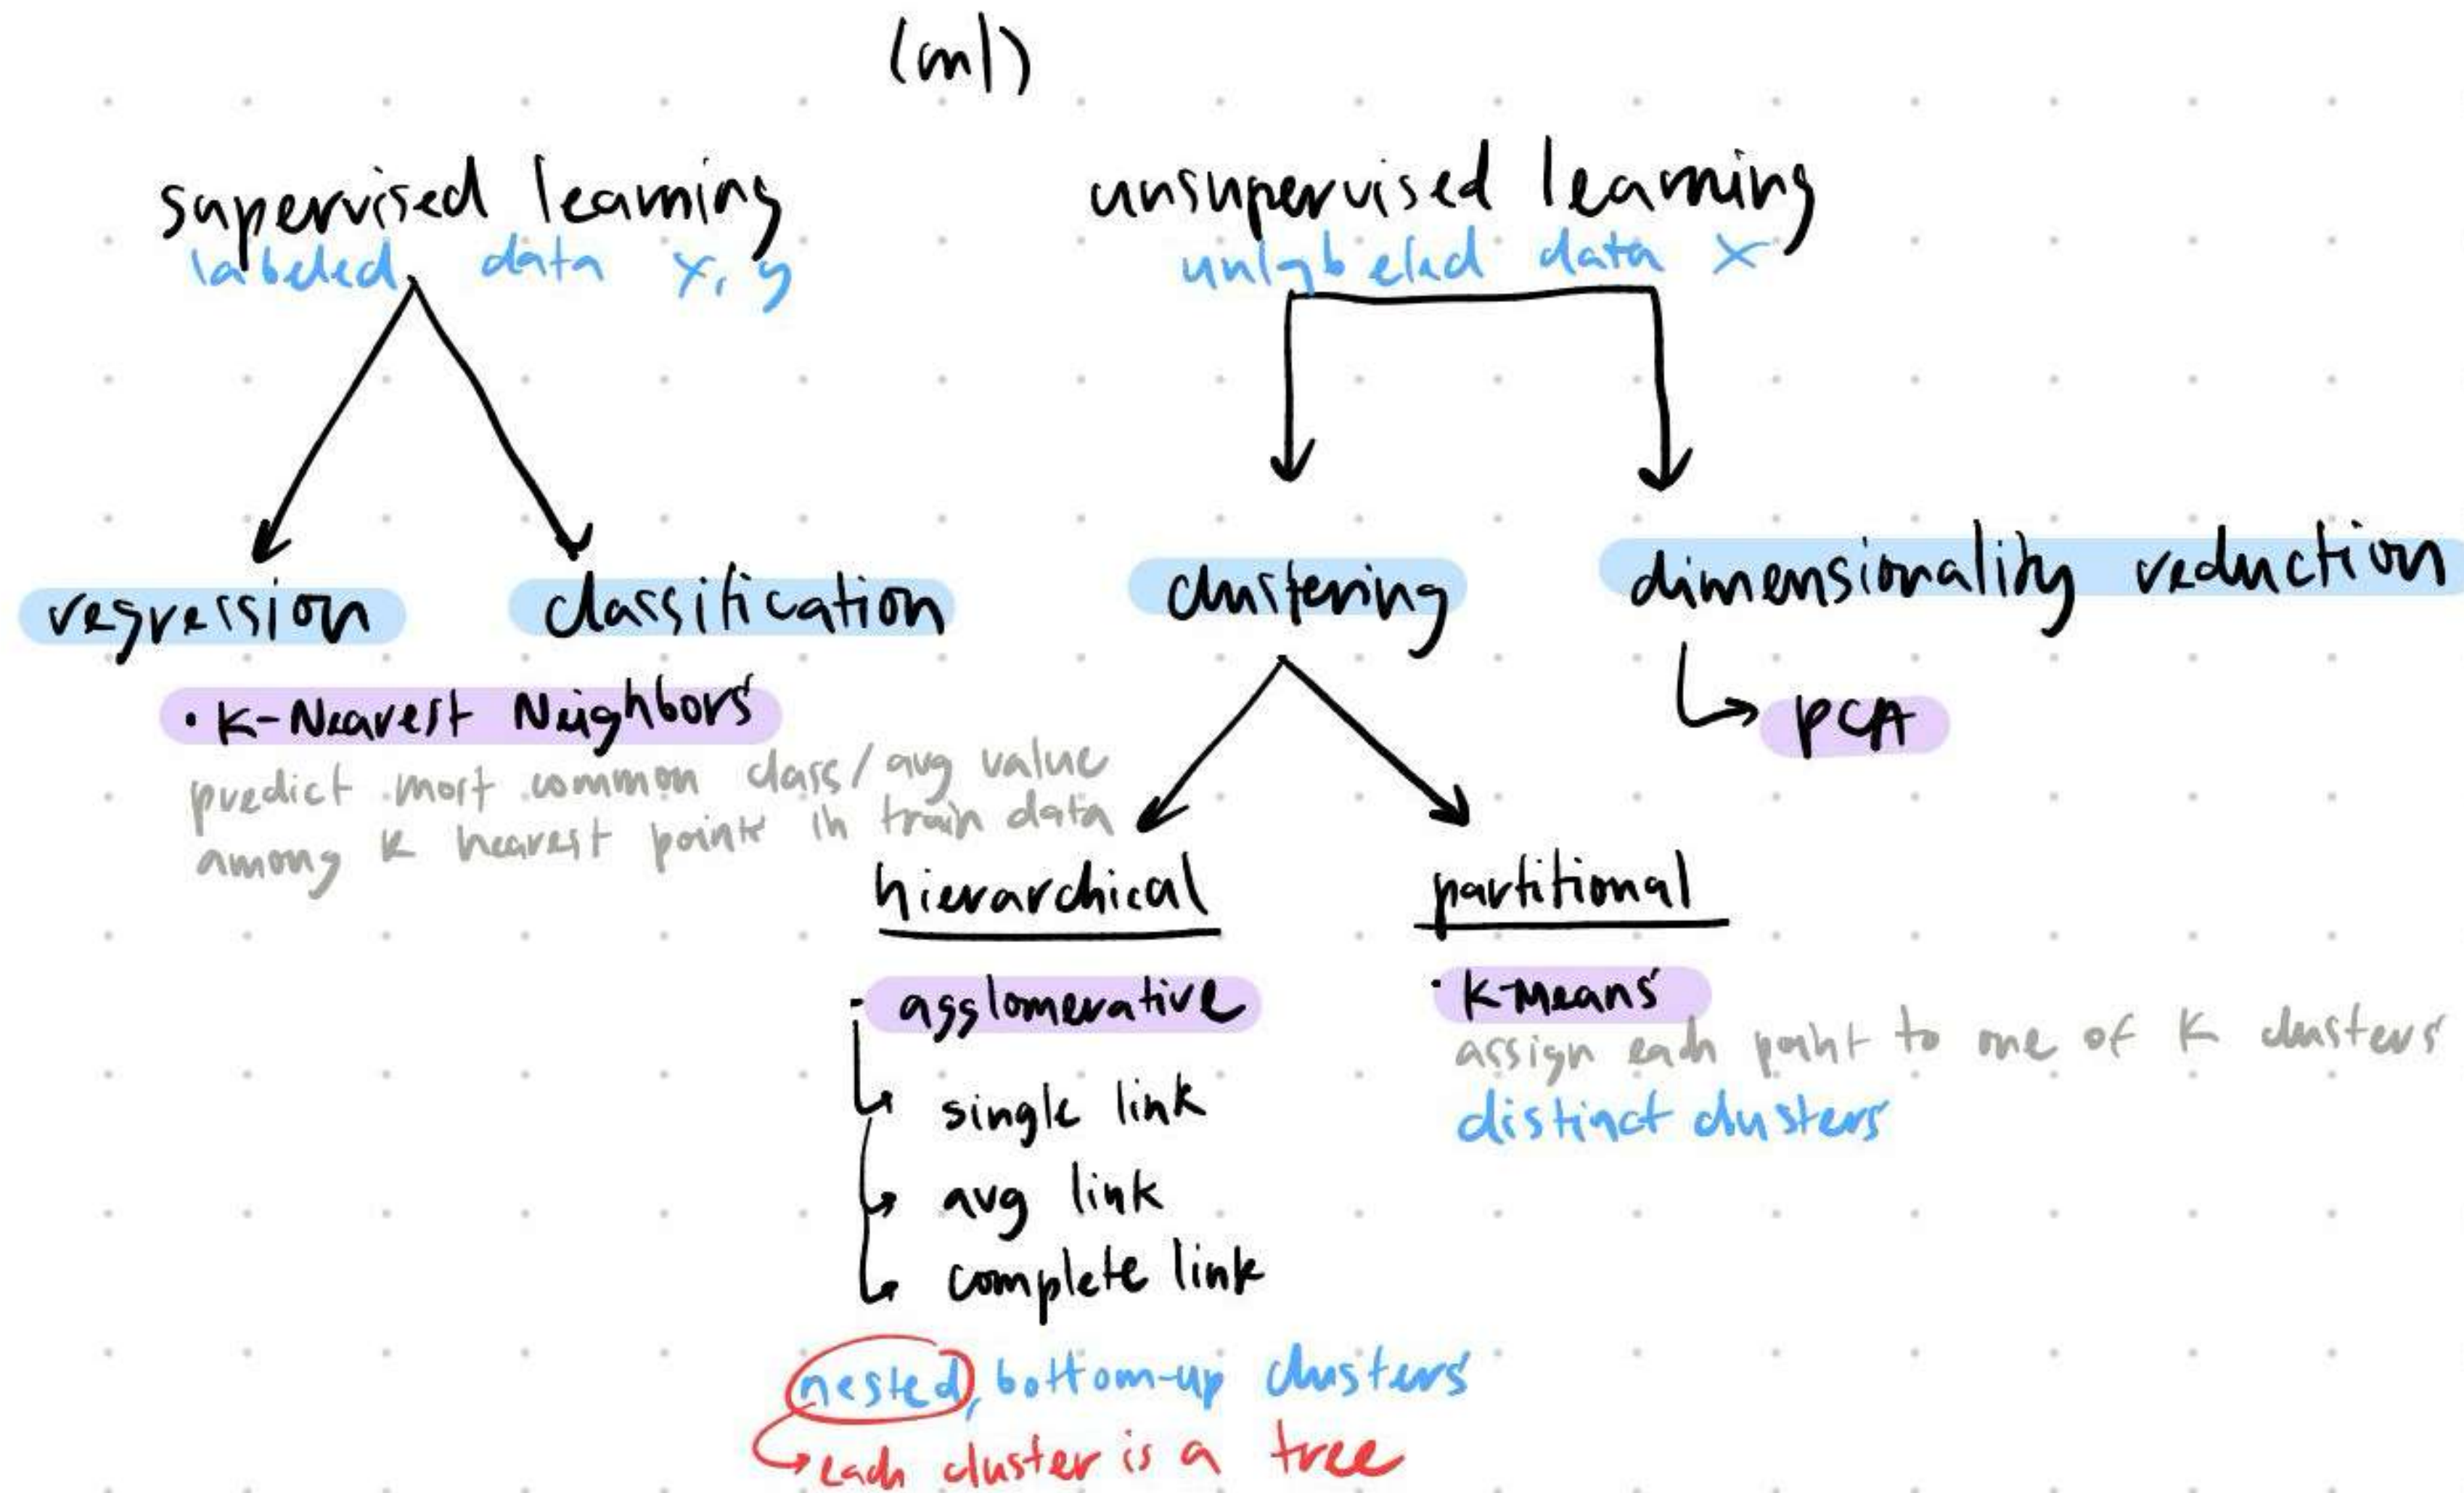 (ml)
supervised learning
labeled data x, y
unsupervised learning
unlabeled data x
regression
classification
clustering
dimensionality reduction
• K-Nearest Neighbors
predict most common class/avg value
among k nearest points in train data
PCA
hierarchical
partitional
• agglomerative
single link
avg link
complete link
nested, bottom-up clusters
each cluster is a tree
• K-Means
assign each point to one of K clusters
distinct clusters